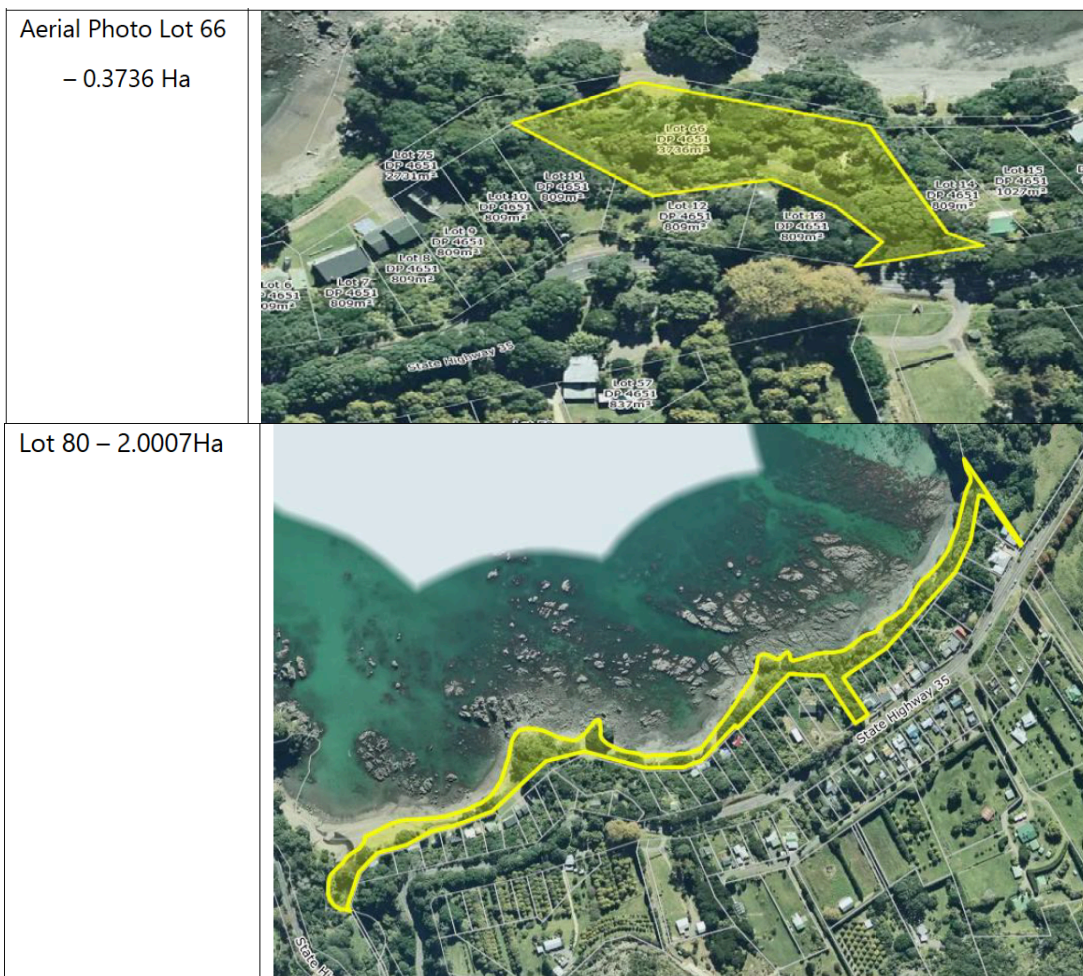 Aerial Photo Lot 66
– 0.3736 Ha
Lot 66
DP 4651
3736m²
Lot 75
DP 4651
2731m²
Lot 11
DP 4651
809m²
Lot 10
DP 4651
809m²
Lot 9
DP 4651
809m²
Lot 8
DP 4651
809m²
Lot 7
DP 4651
809m²
Lot 6
P 4651
09m²
Lot 12
DP 4651
809m²
Lot 13
DP 4651
809m²
Lot 14
DP 4651
809m²
Lot 15
DP 4651
1027m²
State Highway 35
Lot 57
DP 4651
837m²
Lot 80 – 2.0007Ha
State Highway 35
State Hi